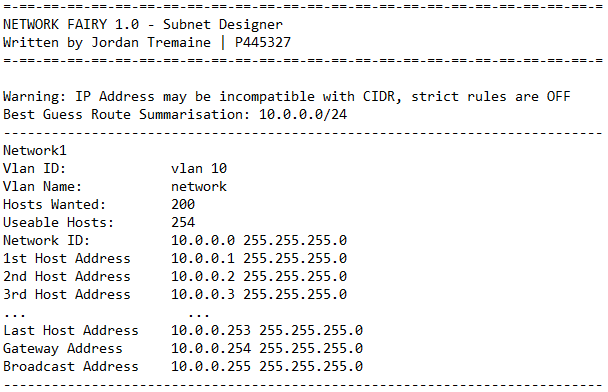 =-==-==-==-==-==-==-==-==-==-==-==-==-==-==-==-==-==-==-==-==-==-==-==-==-=
NETWORK FAIRY 1.0 - Subnet Designer
Written by Jordan Tremaine | P445327
=-==-==-==-==-==-==-==-==-==-==-==-==-==-==-==-==-==-==-==-==-==-==-==-==-=
Warning: IP Address may be incompatible with CIDR, strict rules are OFF
Best Guess Route Summarisation: 10.0.0.0/24
---------------------------------------------------------------------------
Network1
Vlan ID: vlan 10
Vlan Name: network
Hosts Wanted: 200
Useable Hosts: 254
Network ID: 10.0.0.0 255.255.255.0
1st Host Address 10.0.0.1 255.255.255.0
2nd Host Address 10.0.0.2 255.255.255.0
3rd Host Address 10.0.0.3 255.255.255.0
... ...
Last Host Address 10.0.0.253 255.255.255.0
Gateway Address 10.0.0.254 255.255.255.0
Broadcast Address 10.0.0.255 255.255.255.0
---------------------------------------------------------------------------